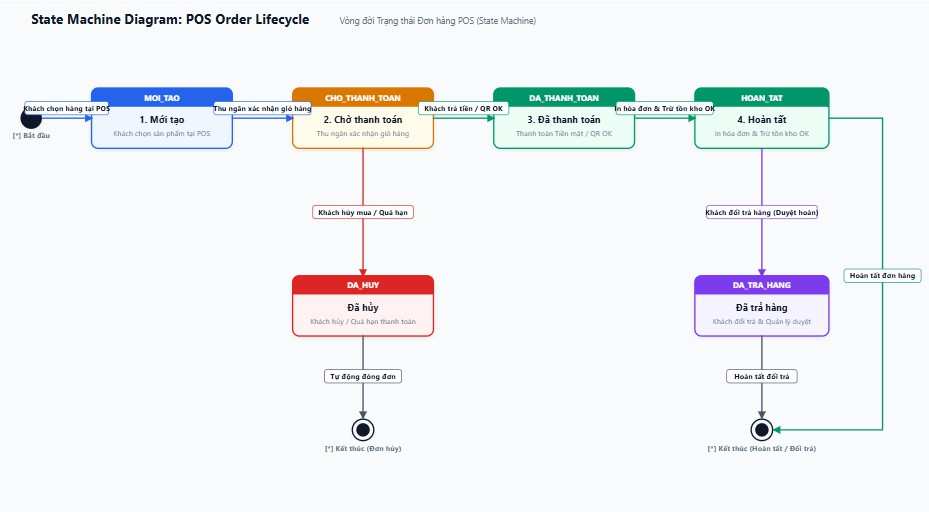 State Machine Diagram: POS Order Lifecycle
Vòng đời Trạng thái Đơn hàng POS (State Machine)
Khách chọn hàng tại POS
[*] Bắt đầu
MOI_TAO
1. Mới tạo
Khách chọn sản phẩm tại POS
Thu ngân xác nhận giỏ hàng
CHO_THANH_TOAN
2. Chờ thanh toán
Thu ngân xác nhận giỏ hàng
Khách trả tiền / QR OK
DA_THANH_TOAN
3. Đã thanh toán
Thanh toán Tiền mặt / QR OK
In hóa đơn & Trừ tồn kho OK
HOAN_TAT
4. Hoàn tất
In hóa đơn & Trừ tồn kho OK
Khách hủy mua / Quá hạn
Khách đổi trả hàng (Duyệt hoàn)
Hoàn tất đơn hàng
DA_HUY
Đã hủy
Khách hủy / Quá hạn thanh toán
DA_TRA_HANG
Đã trả hàng
Khách đổi trả & Quản lý duyệt
Tự động đóng đơn
Hoàn tất đổi trả
[*] Kết thúc (Đơn hủy)
[*] Kết thúc (Hoàn tất / Đổi trả)